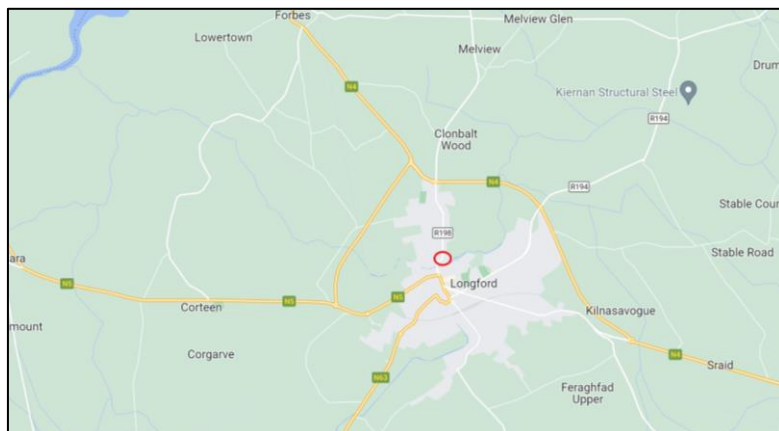 Forbes
Melview Glen
Lowertown
Melview
Drum
Kiernan Structural Steel
N4
R194
Clonbalt
Wood
N4
R194
Stable Cour
R198
Stable Road
ara
N5
Longford
N5
N5
Corteen
Kilnasavogue
mount
N4
Corgarve
Sraid
N63
Feraghfad
Upper